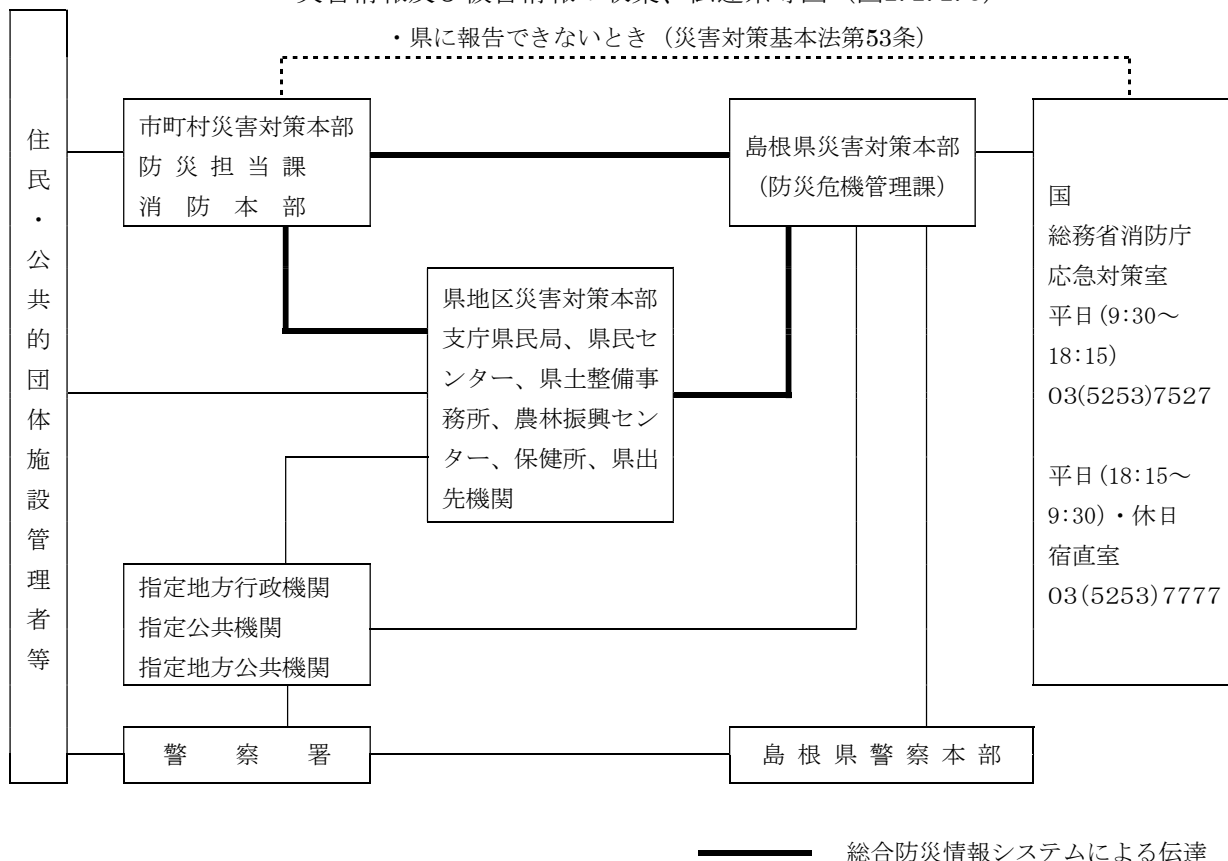 ・県に報告できないとき（災害対策基本法第53条）
住民・公共的団体施設管理者等
市町村災害対策本部
防災担当課
消防本部
島根県災害対策本部
（防災危機管理課）
国
総務省消防庁
応急対策室
平日(9:30～
18:15)
03(5253)7527
平日(18:15～
9:30)・休日
宿直室
03(5253)7777
県地区災害対策本部
支庁県民局、県民セ
ンター、県土整備事
務所、農林振興セン
ター、保健所、県出
先機関
指定地方行政機関
指定公共機関
指定地方公共機関
警察署
島根県警察本部
総合防災情報システムによる伝達